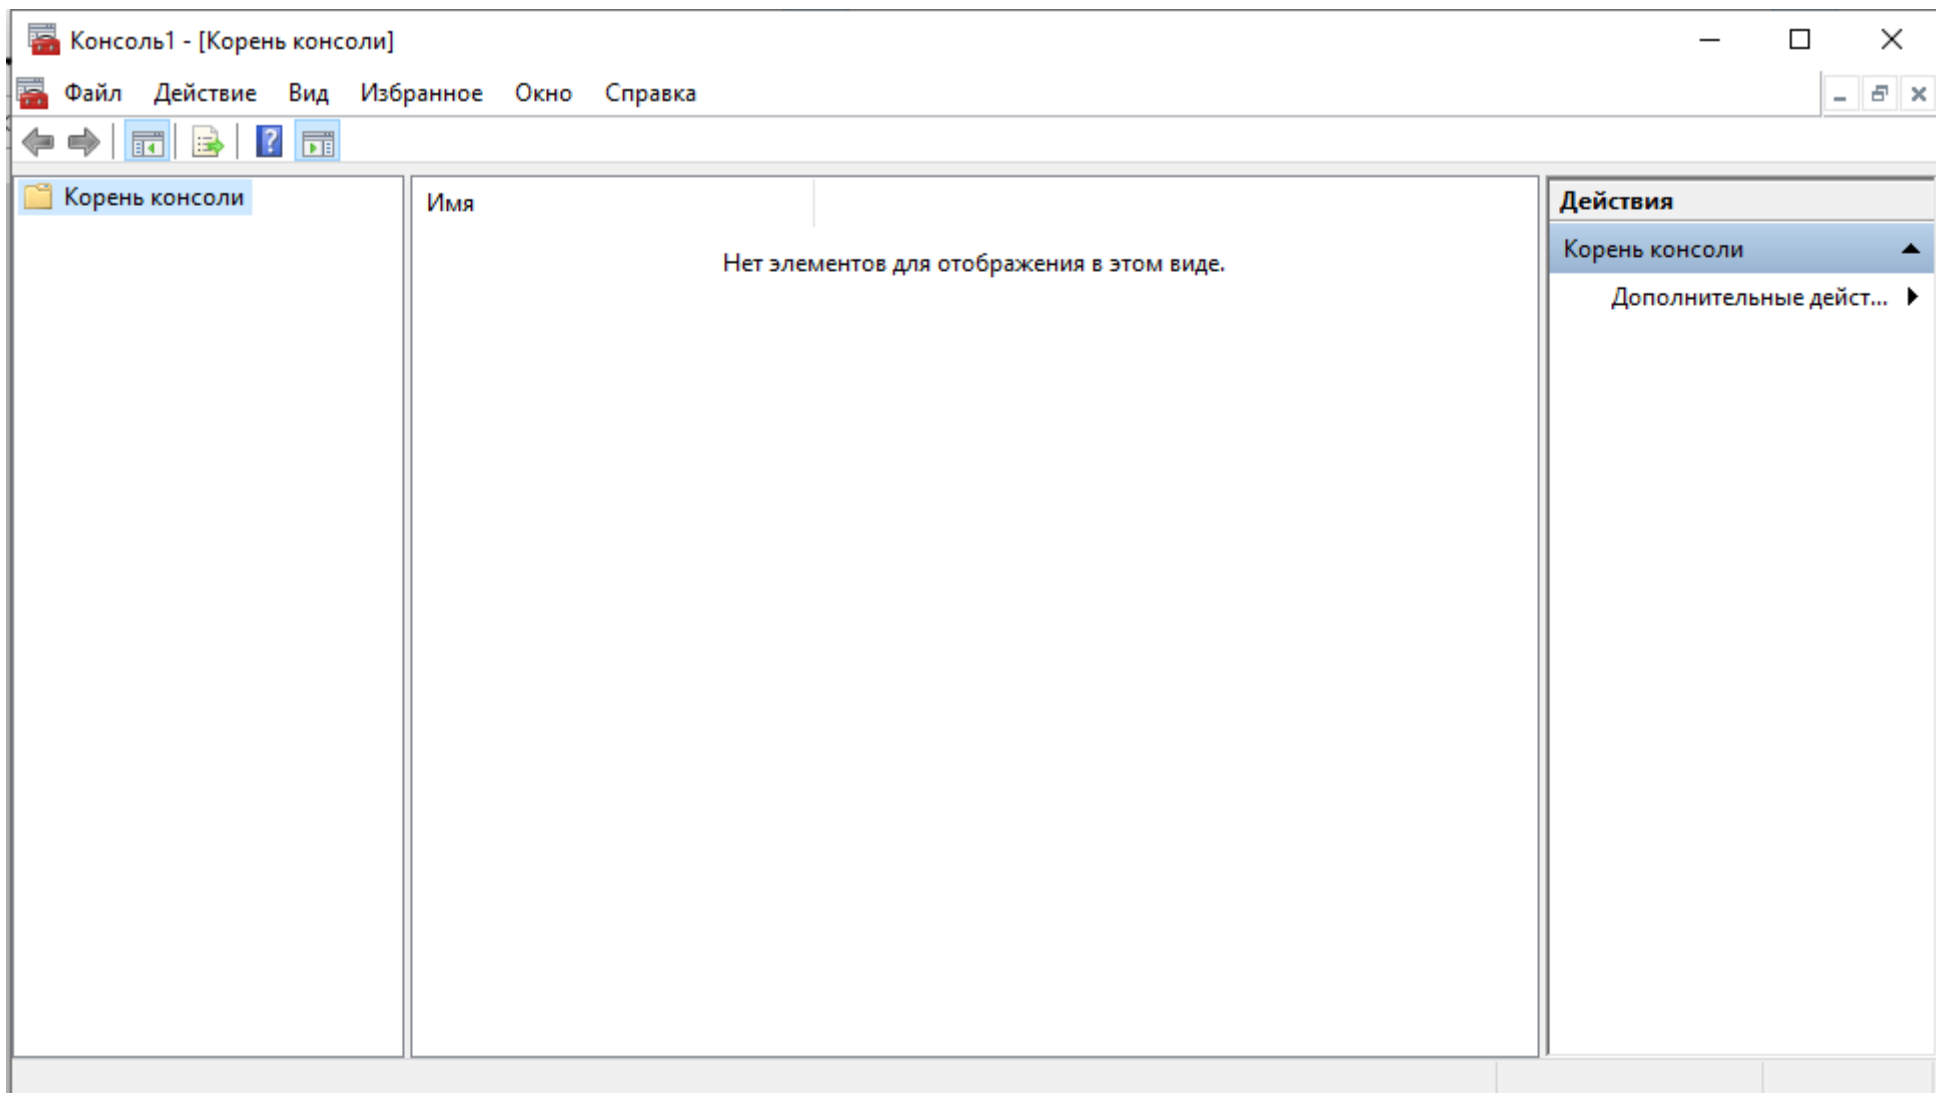 Консоль1 - [Корень консоли]
Файл Действие Вид Избранное Окно Справка
Корень консоли
Имя
Нет элементов для отображения в этом виде.
Действия
Корень консоли
Дополнительные дейст...